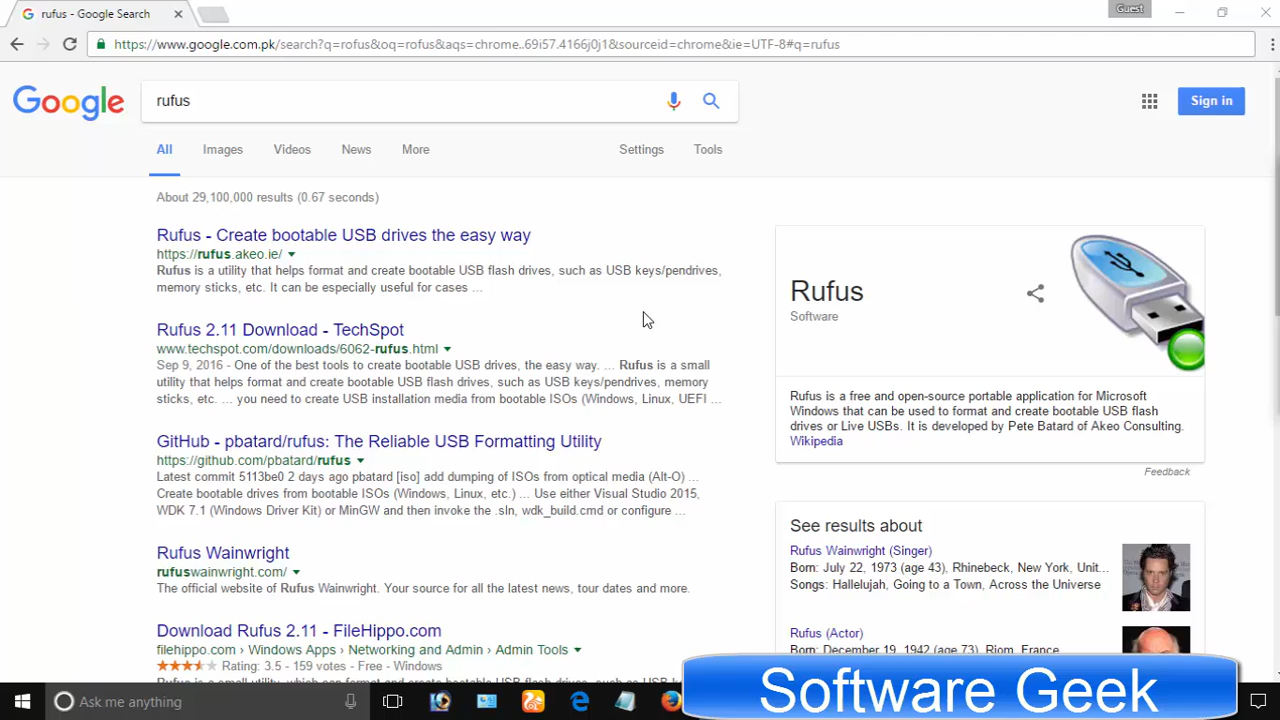 rufus - Google Search
Guest
https://www.google.com.pk/search?q=rofus&oq=rofus&aqs=chrome..69i57.4166j0j1&sourceid=chrome&ie=UTF-8#q=rufus
Google
rufus
Sign in
All Images Videos News More Settings Tools
About 29,100,000 results (0.67 seconds)
Rufus - Create bootable USB drives the easy way
https://rufus.akeo.ie/
Rufus is a utility that helps format and create bootable USB flash drives, such as USB keys/pendrives,
memory sticks, etc. It can be especially useful for cases ...
Rufus 2.11 Download - TechSpot
www.techspot.com/downloads/6062-rufus.html
Sep 9, 2016 - One of the best tools to create bootable USB drives, the easy way. ... Rufus is a small
utility that helps format and create bootable USB flash drives, such as USB keys/pendrives, memory
sticks, etc. ... you need to create USB installation media from bootable ISOs (Windows, Linux, UEFI ...
GitHub - pbatard/rufus: The Reliable USB Formatting Utility
https://github.com/pbatard/rufus
Latest commit 5113be0 2 days ago pbatard [iso] add dumping of ISOs from optical media (Alt-O) ...
Create bootable drives from bootable ISOs (Windows, Linux, etc.) ... Use either Visual Studio 2015,
WDK 7.1 (Windows Driver Kit) or MinGW and then invoke the .sln, wdk_build.cmd or configure ...
Rufus Wainwright
rufuswainwright.com/
The official website of Rufus Wainwright. Your source for all the latest news, tour dates and more.
Download Rufus 2.11 - FileHippo.com
filehippo.com › Windows Apps › Networking and Admin › Admin Tools
Rating: 3.5 - 159 votes - Free - Windows
Rufus
Software
Rufus is a free and open-source portable application for Microsoft
Windows that can be used to format and create bootable USB flash
drives or Live USBs. It is developed by Pete Batard of Akeo Consulting.
Wikipedia
Feedback
See results about
Rufus Wainwright (Singer)
Born: July 22, 1973 (age 43), Rhinebeck, New York, Unit...
Songs: Hallelujah, Going to a Town, Across the Universe
Rufus (Actor)
Born: December 19, 1942 (age 73), Riom, France
Software Geek
Ask me anything